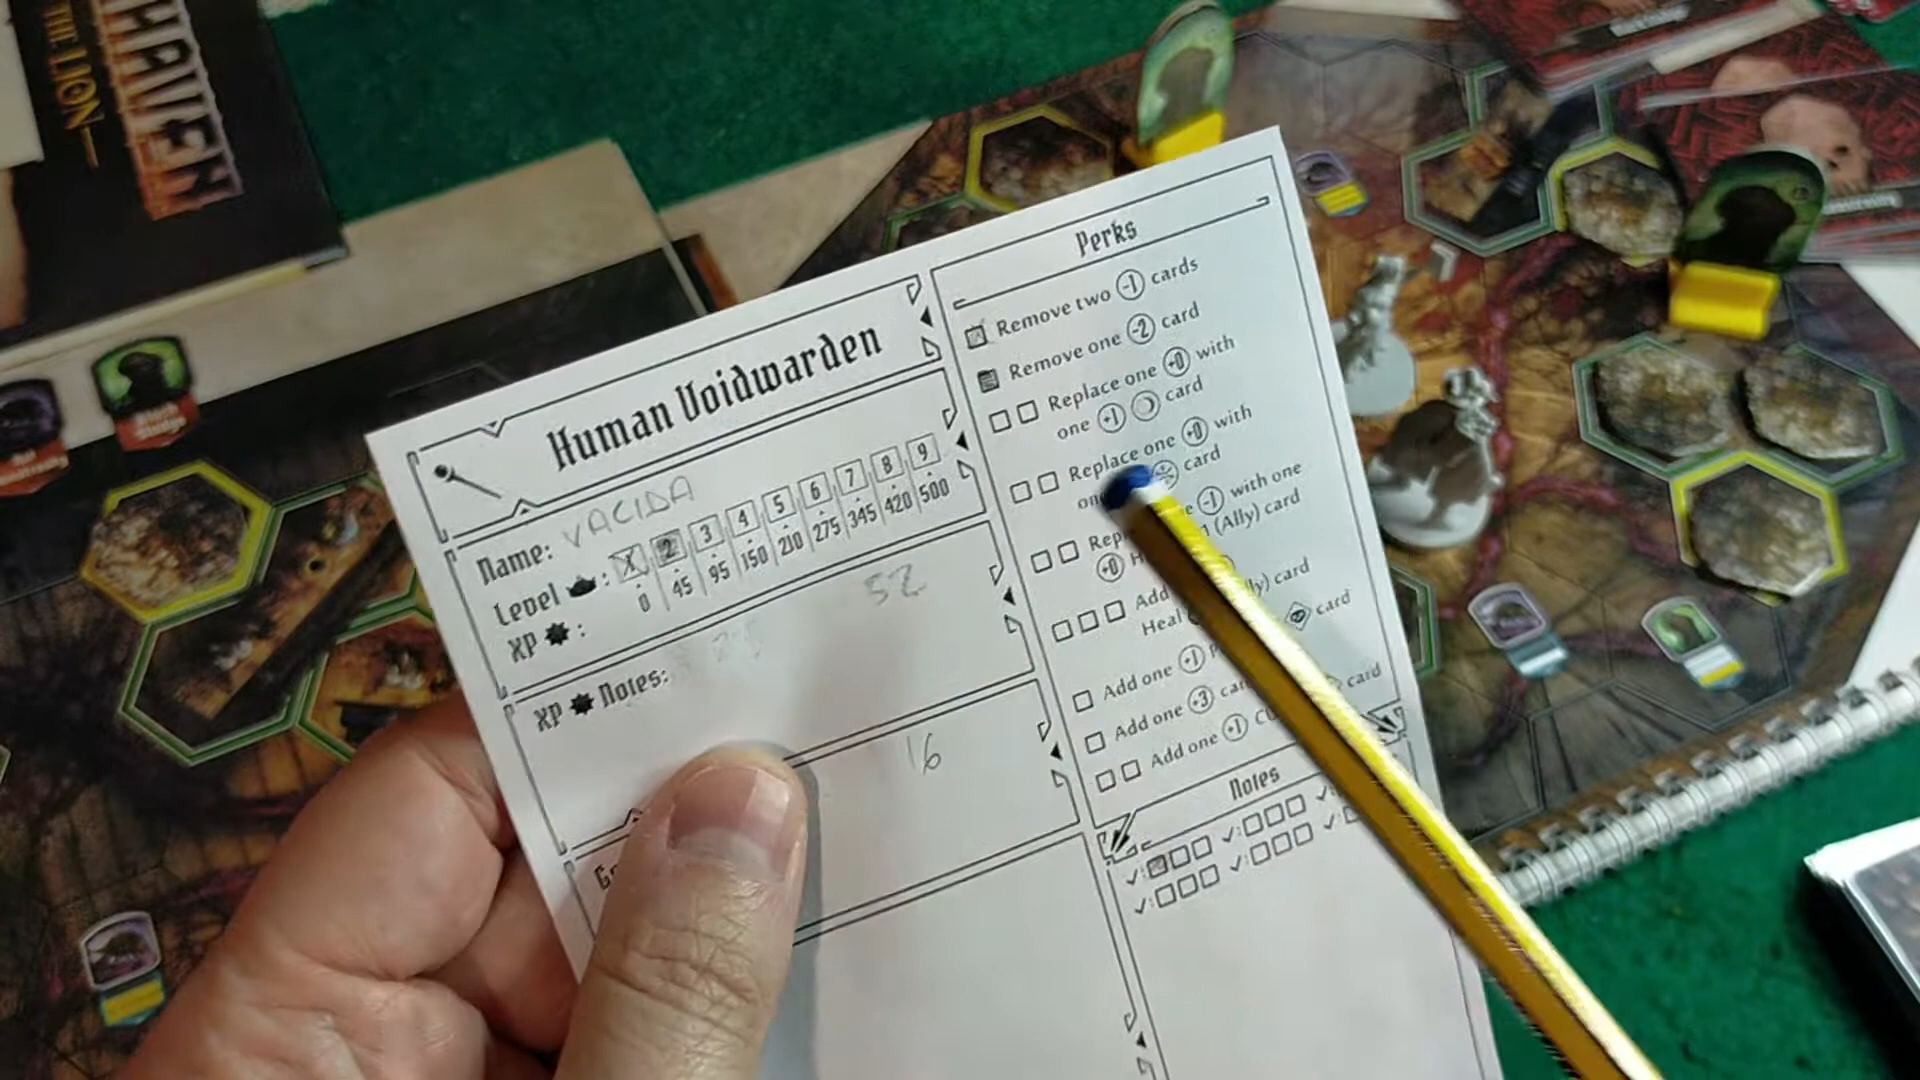 HAVEN
THE LION
Human Voidwarden
Name: VACIDA
Level : X 2 3 4 5 6 7 8 9
XP : 0 45 95 150 210 275 345 420 500
52
XP Notes:
16
Perks
Remove two -1 cards
Remove one -2 card
Replace one +0 with
one +1 card
Replace one +0 with
card
-1 with one
+0 (Ally) card
Add card
Heal
Add one +1 card
Add one +3 card
Add one +1
Notes